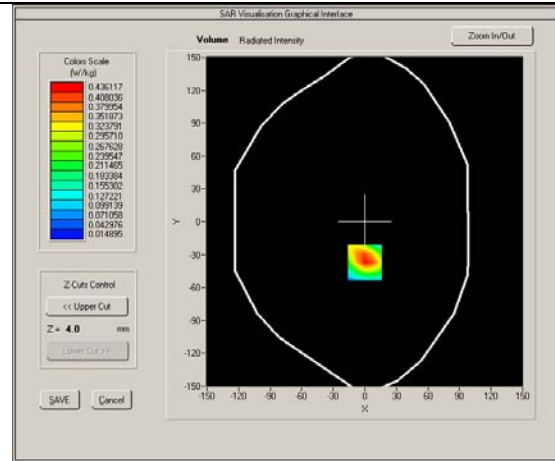 SAR Visualisation Graphical Interface
Volume Radiated Intensity
Zoom In/Out
Colors Scale
(W/kg)
0.436117
0.408036
0.379954
0.351873
0.323791
0.295710
0.267628
0.239547
0.211465
0.183384
0.155302
0.127221
0.099139
0.071058
0.042976
0.014895
Z-Cuts Control
<< Upper Cut
Z = 4.0 mm
Lower Cut >>
SAVE Cancel
150
120
90
60
30
0
-30
-60
-90
-120
-150
Y
-150 -120 -90 -60 -30 0 30 60 90 120 150
X